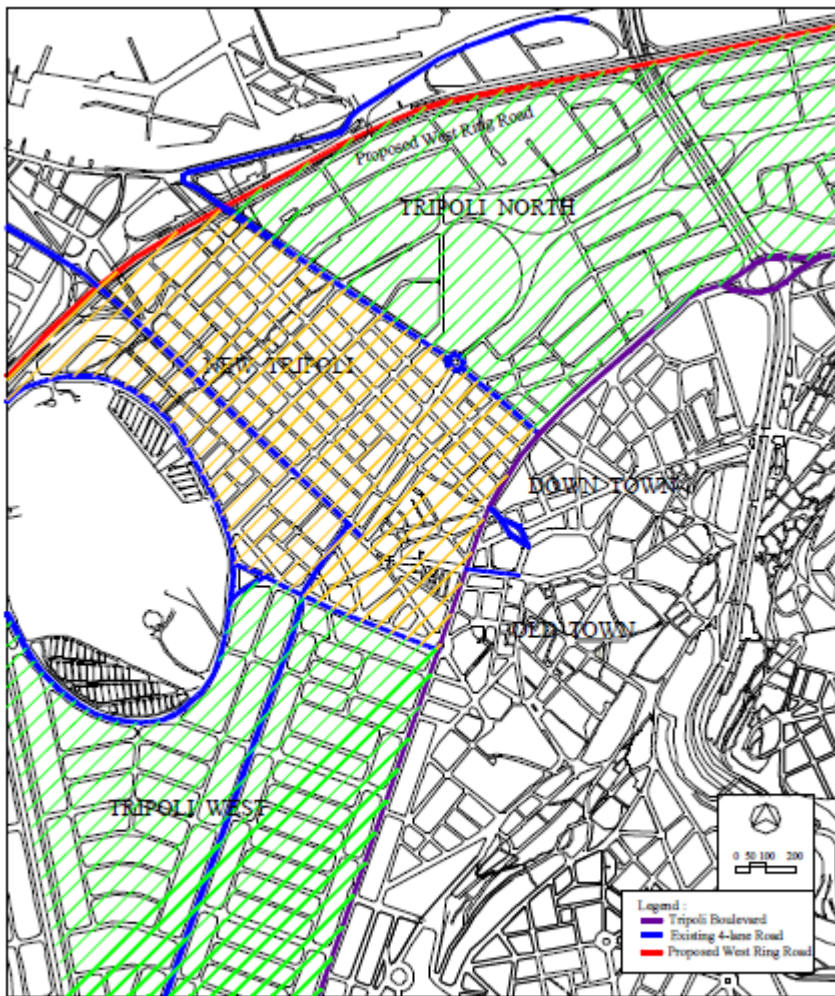 Proposed West Ring Road
TRIPOLI NORTH
NEW TRIPOLI
DOWN TOWN
OLD TOWN
TRIPOLI WEST
0 50 100 200
Legend :
Tripoli Boulevard
Existing 4-lane Road
Proposed West Ring Road